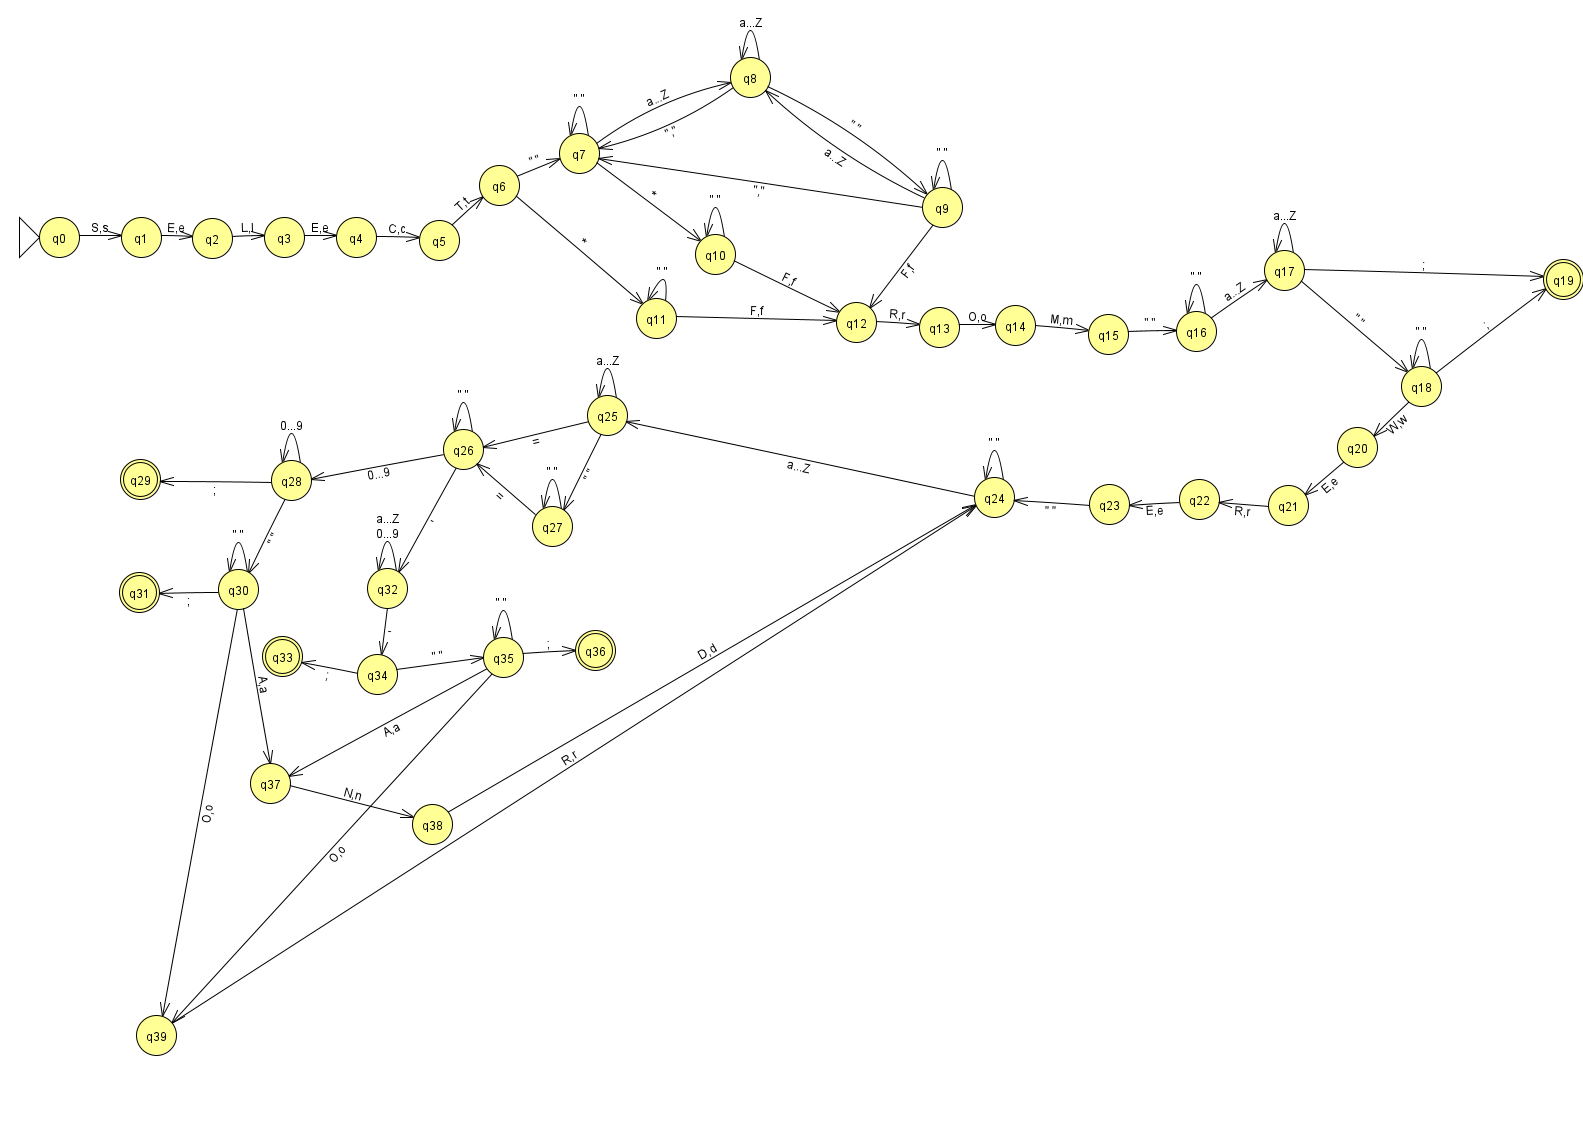 a...Z
q8
" "
a...Z
","
" "
a...Z
q7
" "
T,t
q6
*
","
" "
q9
S,s
E,e
L,l
E,e
C,c
q0
q1
q2
q3
q4
q5
*
" "
q10
F,f
F,f
a...Z
q17
;
q19
" "
q11
F,f
q12
R,r
q13
O,o
q14
M,m
q15
" "
" "
q16
a...Z
" "
;
" "
q18
W,w
q20
E,e
q21
R,r
q22
E,e
q23
" "
" "
q24
a...Z
a...Z
q25
=
" "
" "
q26
=
" "
q27
0...9
0...9
q28
;
q29
'
" "
a...Z
0...9
q32
" "
q30
;
q31
'
q34
;
q33
" "
" "
q35
;
q36
A,a
A,a
q37
N,n
q38
D,d
R,r
O,o
O,o
q39